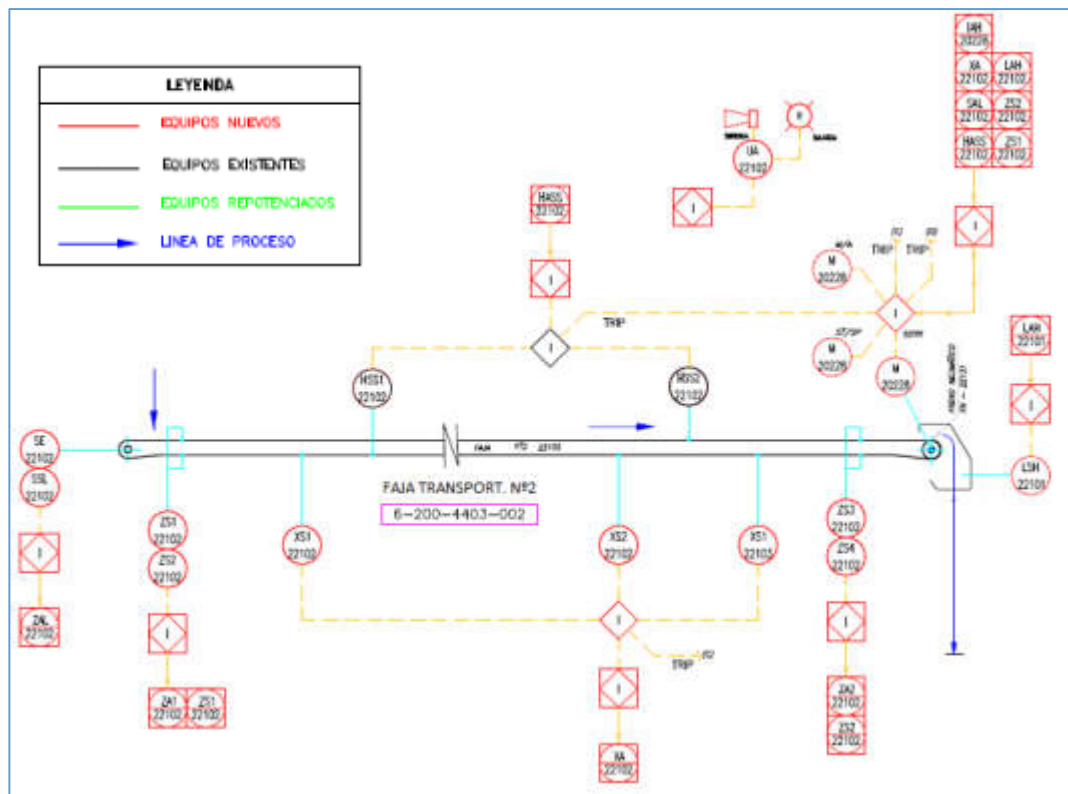 LEYENDA
EQUIPOS NUEVOS
EQUIPOS EXISTENTES
EQUIPOS REPOTENCIADOS
LINEA DE PROCESO
IAH
20226
XA
22102
LAH
22102
SAL
22102
ZS2
22102
HASS
22102
ZS1
22102
I
R
UA
22102
I
HASS
22102
I
I
TRIP
M
20226
TRIP
TRIP
I
M
20226
M
20226
LAH
22101
I
LSH
22101
HSS1
22102
HSS2
22102
SE
22102
SSL
22102
I
ZAL
22102
FAJA
FAJA TRANSPORT. Nº2
6-200-4403-002
ZS1
22102
ZS2
22102
I
ZA1
22102
ZS1
22102
XS1
22102
XS2
22102
XS1
22103
I
TRIP
I
XA
22102
ZS3
22102
ZS4
22102
I
ZA2
22102
ZS2
22102